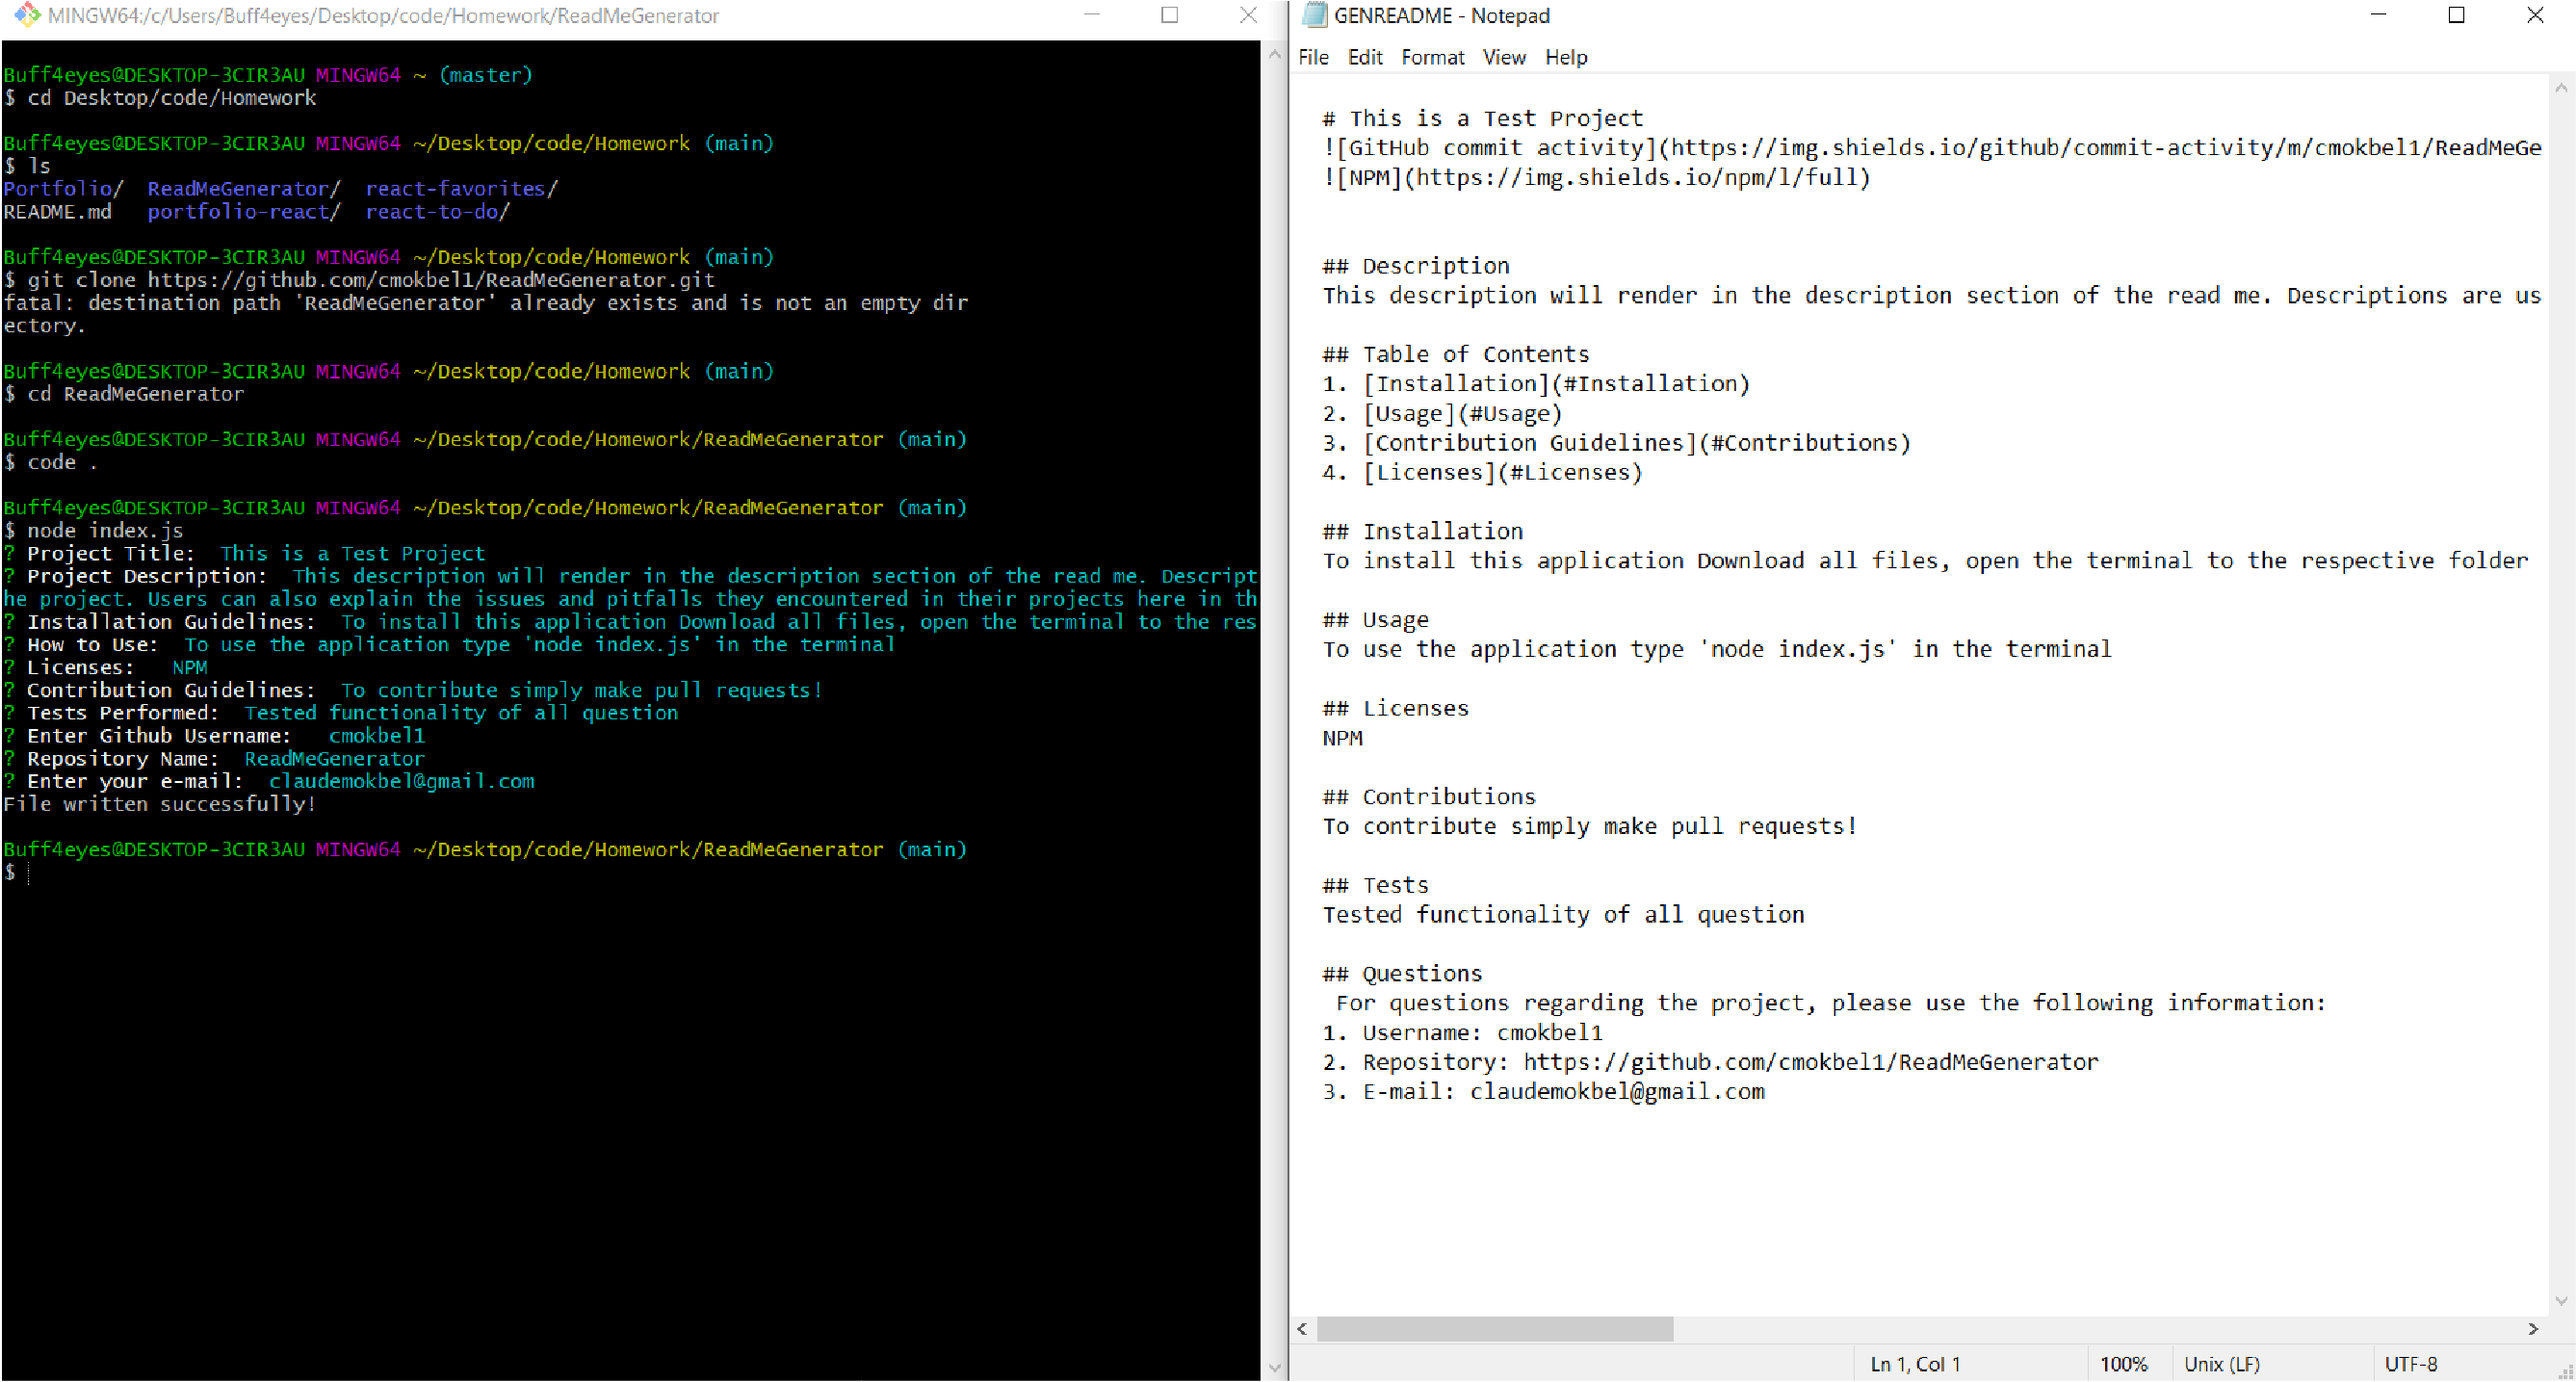 MINGW64:/c/Users/Buff4eyes/Desktop/code/Homework/ReadMeGenerator
Buff4eyes@DESKTOP-3CIR3AU MINGW64 ~ (master)
$ cd Desktop/code/Homework
Buff4eyes@DESKTOP-3CIR3AU MINGW64 ~/Desktop/code/Homework (main)
$ ls
Portfolio/  ReadMeGenerator/  react-favorites/
README.md   portfolio-react/  react-to-do/
Buff4eyes@DESKTOP-3CIR3AU MINGW64 ~/Desktop/code/Homework (main)
$ git clone https://github.com/cmokbel1/ReadMeGenerator.git
fatal: destination path 'ReadMeGenerator' already exists and is not an empty dir
ectory.
Buff4eyes@DESKTOP-3CIR3AU MINGW64 ~/Desktop/code/Homework (main)
$ cd ReadMeGenerator
Buff4eyes@DESKTOP-3CIR3AU MINGW64 ~/Desktop/code/Homework/ReadMeGenerator (main)
$ code .
Buff4eyes@DESKTOP-3CIR3AU MINGW64 ~/Desktop/code/Homework/ReadMeGenerator (main)
$ node index.js
? Project Title:  This is a Test Project
? Project Description:  This description will render in the description section of the read me. Descript
he project. Users can also explain the issues and pitfalls they encountered in their projects here in th
? Installation Guidelines:  To install this application Download all files, open the terminal to the res
? How to Use:  To use the application type 'node index.js' in the terminal
? Licenses:   NPM
? Contribution Guidelines:  To contribute simply make pull requests!
? Tests Performed:  Tested functionality of all question
? Enter Github Username:   cmokbel1
? Repository Name:  ReadMeGenerator
? Enter your e-mail:  claudemokbel@gmail.com
File written successfully!
Buff4eyes@DESKTOP-3CIR3AU MINGW64 ~/Desktop/code/Homework/ReadMeGenerator (main)
$
GENREADME - Notepad
File Edit Format View Help
# This is a Test Project
![GitHub commit activity](https://img.shields.io/github/commit-activity/m/cmokbel1/ReadMeGe
![NPM](https://img.shields.io/npm/l/full)
## Description
This description will render in the description section of the read me. Descriptions are us
## Table of Contents
1. [Installation](#Installation)
2. [Usage](#Usage)
3. [Contribution Guidelines](#Contributions)
4. [Licenses](#Licenses)
## Installation
To install this application Download all files, open the terminal to the respective folder
## Usage
To use the application type 'node index.js' in the terminal
## Licenses
NPM
## Contributions
To contribute simply make pull requests!
## Tests
Tested functionality of all question
## Questions
For questions regarding the project, please use the following information:
1. Username: cmokbel1
2. Repository: https://github.com/cmokbel1/ReadMeGenerator
3. E-mail: claudemokbel@gmail.com
Ln 1, Col 1 100% Unix (LF) UTF-8